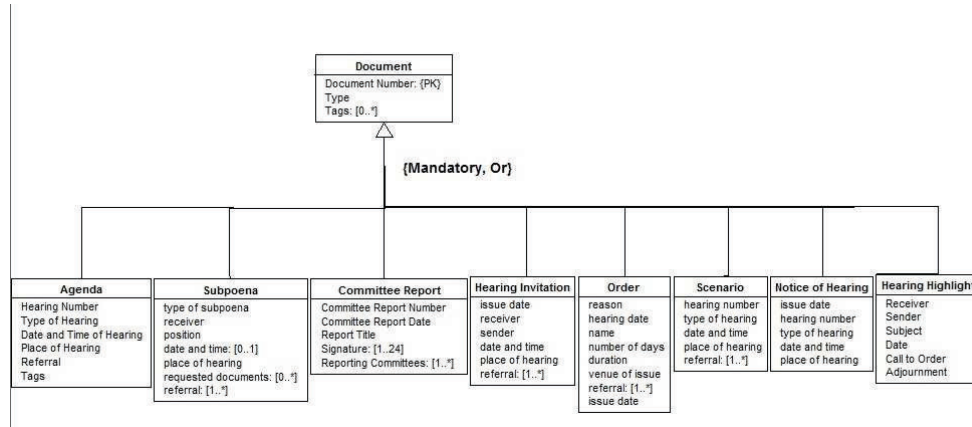 Document
Document Number: {PK}
Type
Tags: [0..*]
{Mandatory, Or}
Agenda
Hearing Number
Type of Hearing
Date and Time of Hearing
Place of Hearing
Referral
Tags
Subpoena
type of subpoena
receiver
position
date and time: [0..1]
place of hearing
requested documents: [0..*]
referral: [1..*]
Committee Report
Committee Report Number
Committee Report Date
Report Title
Signature: [1..24]
Reporting Committees: [1..*]
Hearing Invitation
issue date
receiver
sender
date and time
place of hearing
referral: [1..*]
Order
reason
hearing date
name
number of days
duration
venue of issue
referral: [1..*]
issue date
Scenario
hearing number
type of hearing
date and time
place of hearing
referral: [1..*]
Notice of Hearing
issue date
hearing number
type of hearing
date and time
place of hearing
Hearing Highlight
Receiver
Sender
Subject
Date
Call to Order
Adjournment